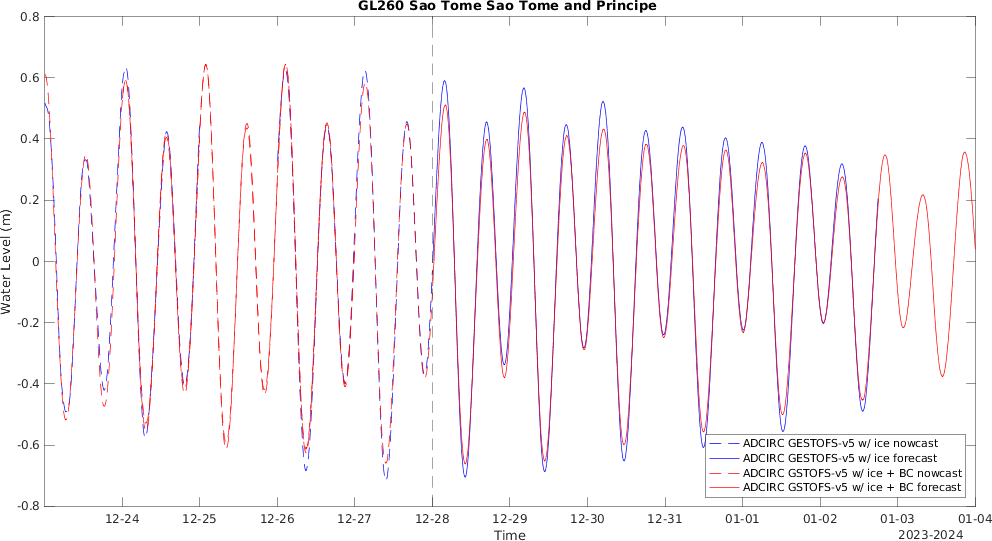 GL260 Sao Tome Sao Tome and Principe
Water Level (m)
0.8
0.6
0.4
0.2
0
-0.2
-0.4
-0.6
-0.8
12-24 12-25 12-26 12-27 12-28 12-29 12-30 12-31 01-01 01-02 01-03 01-04
Time
2023-2024
ADCIRC GESTOFS-v5 w/ ice nowcast
ADCIRC GESTOFS-v5 w/ ice forecast
ADCIRC GSTOFS-v5 w/ ice + BC nowcast
ADCIRC GSTOFS-v5 w/ ice + BC forecast